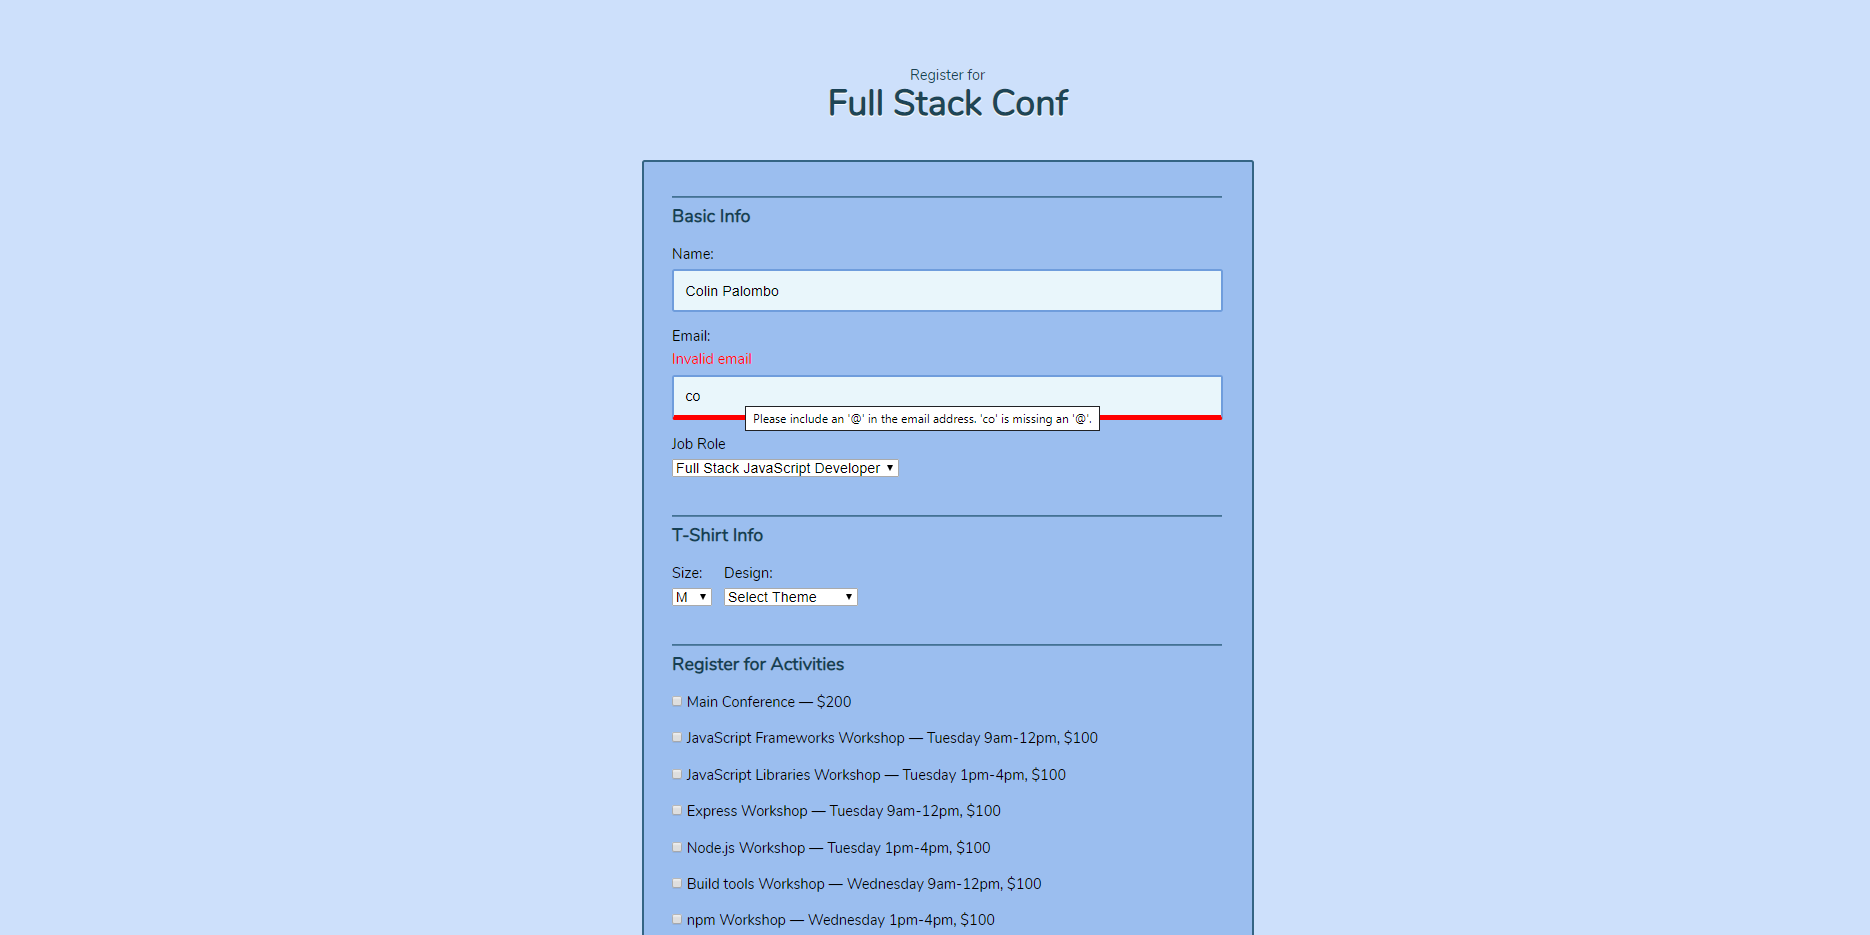 Register for
Full Stack Conf
Basic Info
Name:
Colin Palombo
Email:
Invalid email
co
Please include an '@' in the email address. 'co' is missing an '@'.
Job Role
Full Stack JavaScript Developer
T-Shirt Info
Size: Design:
M Select Theme
Register for Activities
Main Conference — $200
JavaScript Frameworks Workshop — Tuesday 9am-12pm, $100
JavaScript Libraries Workshop — Tuesday 1pm-4pm, $100
Express Workshop — Tuesday 9am-12pm, $100
Node.js Workshop — Tuesday 1pm-4pm, $100
Build tools Workshop — Wednesday 9am-12pm, $100
npm Workshop — Wednesday 1pm-4pm, $100